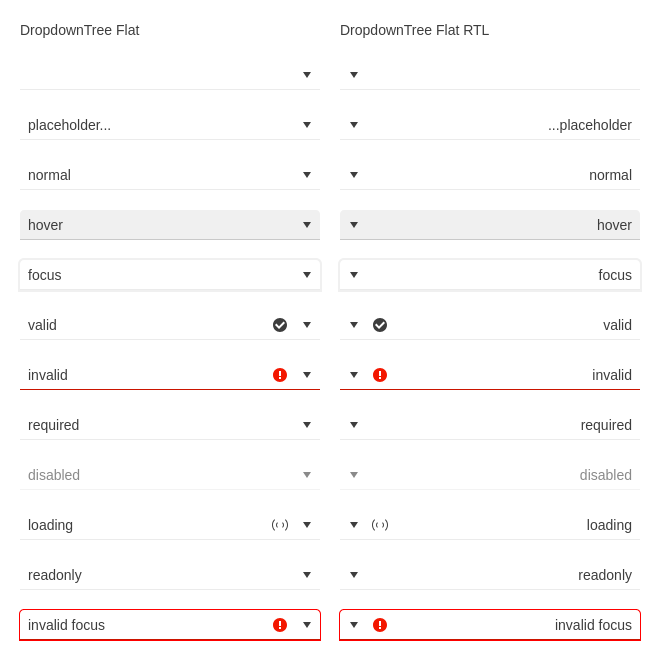 DropdownTree Flat
DropdownTree Flat RTL
placeholder...
...placeholder
normal
normal
hover
hover
focus
focus
valid
valid
invalid
invalid
required
required
disabled
disabled
loading
loading
readonly
readonly
invalid focus
invalid focus